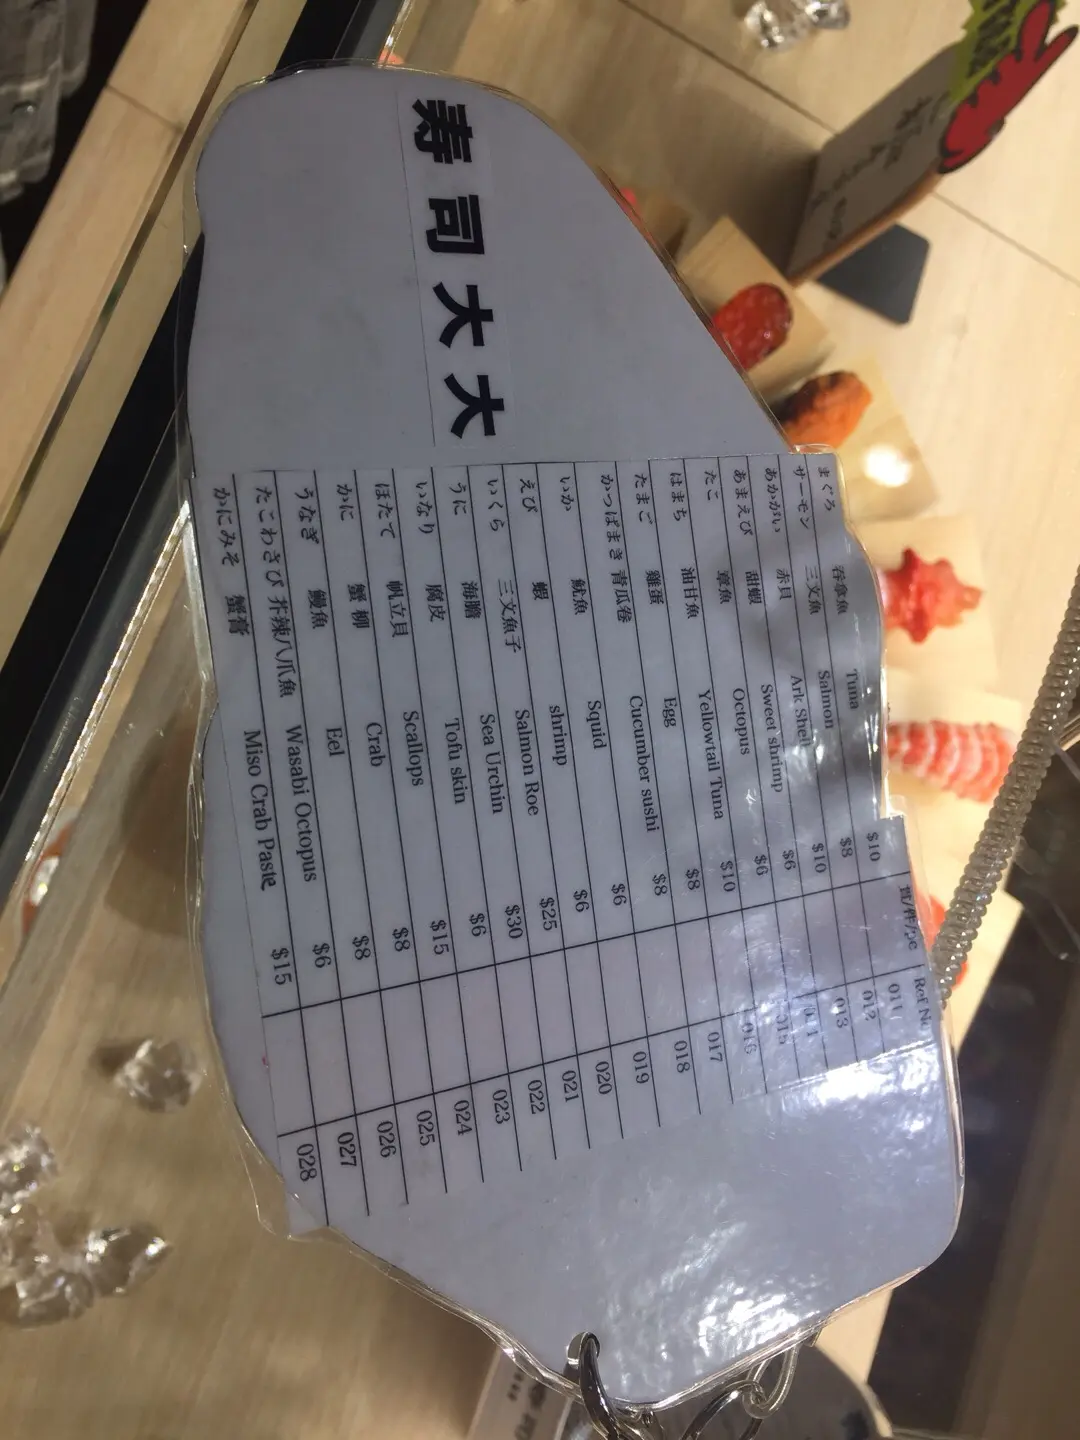 寿司大大
Ref No
まぐろ 吞拿魚 Tuna $10 011
サーモン 三文魚 Salmon $8 012
あかがい 赤貝 Ark Shell $10 013
あまえび 甜蝦 Sweet shrimp $6 014
たこ 章魚 Octopus $6 015
はまち 油甘魚 Yellowtail Tuna $10 016
たまご 雞蛋 Egg $8 017
かっぱまき 青瓜卷 Cucumber sushi $8 018
いか 魷魚 Squid $6 019
えび 蝦 shrimp $6 020
いくら 三文魚子 Salmon Roe $25 021
うに 海膽 Sea Urchin $30 022
いなり 腐皮 Tofu skin $6 023
ほたて 帆立貝 Scallops $15 024
かに 蟹柳 Crab $8 025
うなぎ 鰻魚 Eel $8 026
たこわさび 芥辣八爪魚 Wasabi Octopus $6 027
かにみそ 蟹膏 Miso Crab Paste $15 028